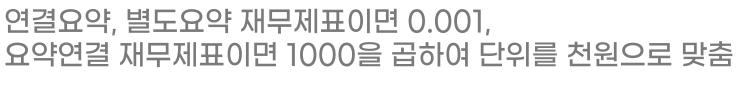 연결요약, 별도요약 재무제표이면 0.001,
요약연결 재무제표이면 1000을 곱하여 단위를 천원으로 맞춤